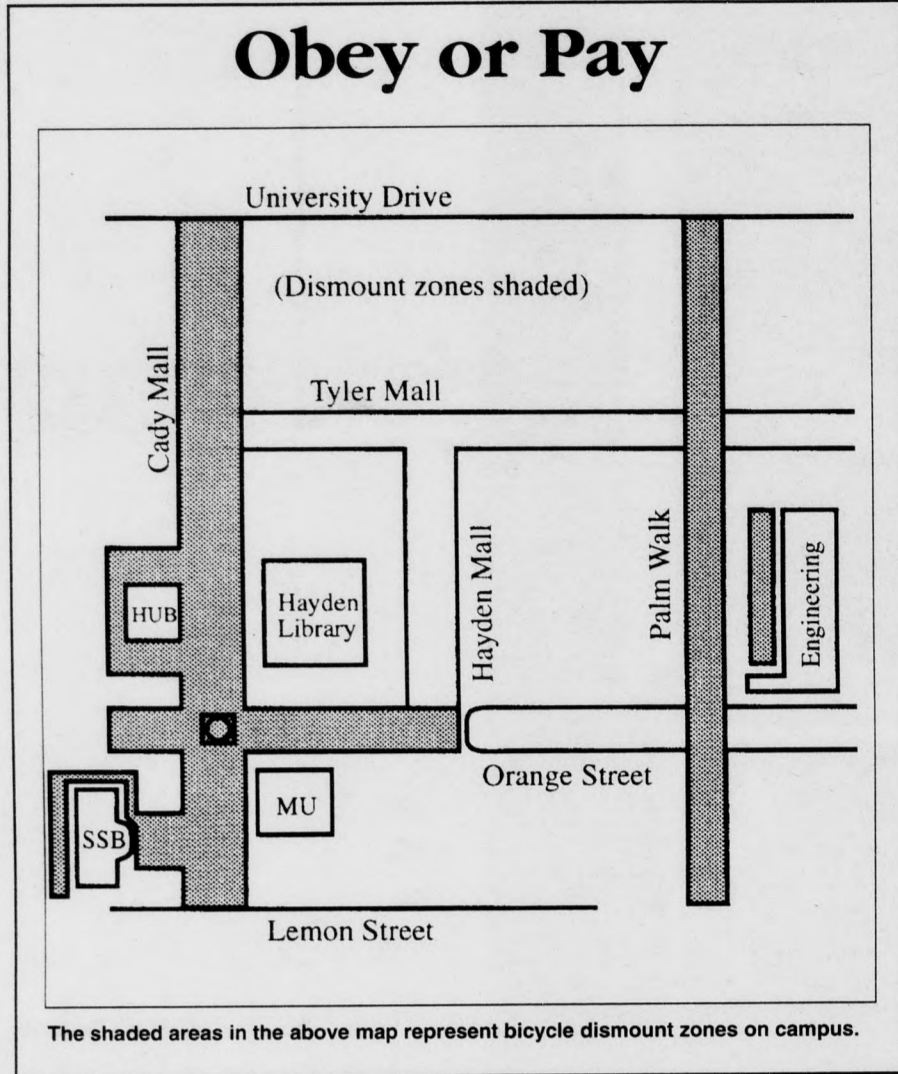 Obey or Pay
University Drive
(Dismount zones shaded)
Cady Mall
Tyler Mall
HUB
Hayden
Library
Hayden Mall
Palm Walk
Engineering
Orange Street
MU
SSB
Lemon Street
The shaded areas in the above map represent bicycle dismount zones on campus.